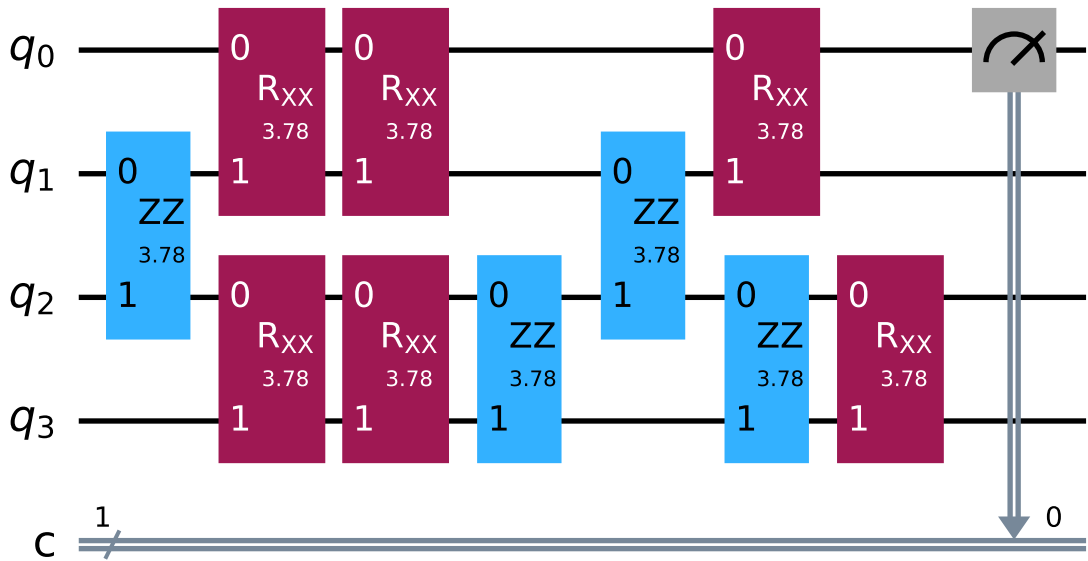 q0 0 0 0
RXX RXX RXX
3.78 3.78 3.78
q1 0 1 1 0 1
ZZ ZZ
3.78 3.78
q2 1 0 0 0 1 0 0
RXX RXX ZZ ZZ RXX
3.78 3.78 3.78 3.78 3.78
q3 1 1 1 1 1
1 0
c